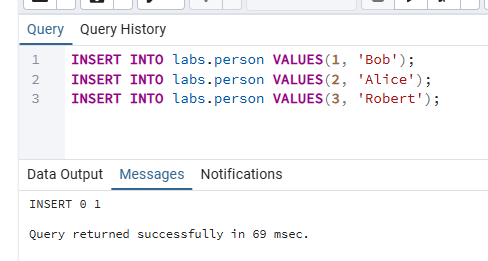 Query Query History
1 INSERT INTO labs.person VALUES(1, 'Bob');
2 INSERT INTO labs.person VALUES(2, 'Alice');
3 INSERT INTO labs.person VALUES(3, 'Robert');
Data Output Messages Notifications
INSERT 0 1
Query returned successfully in 69 msec.